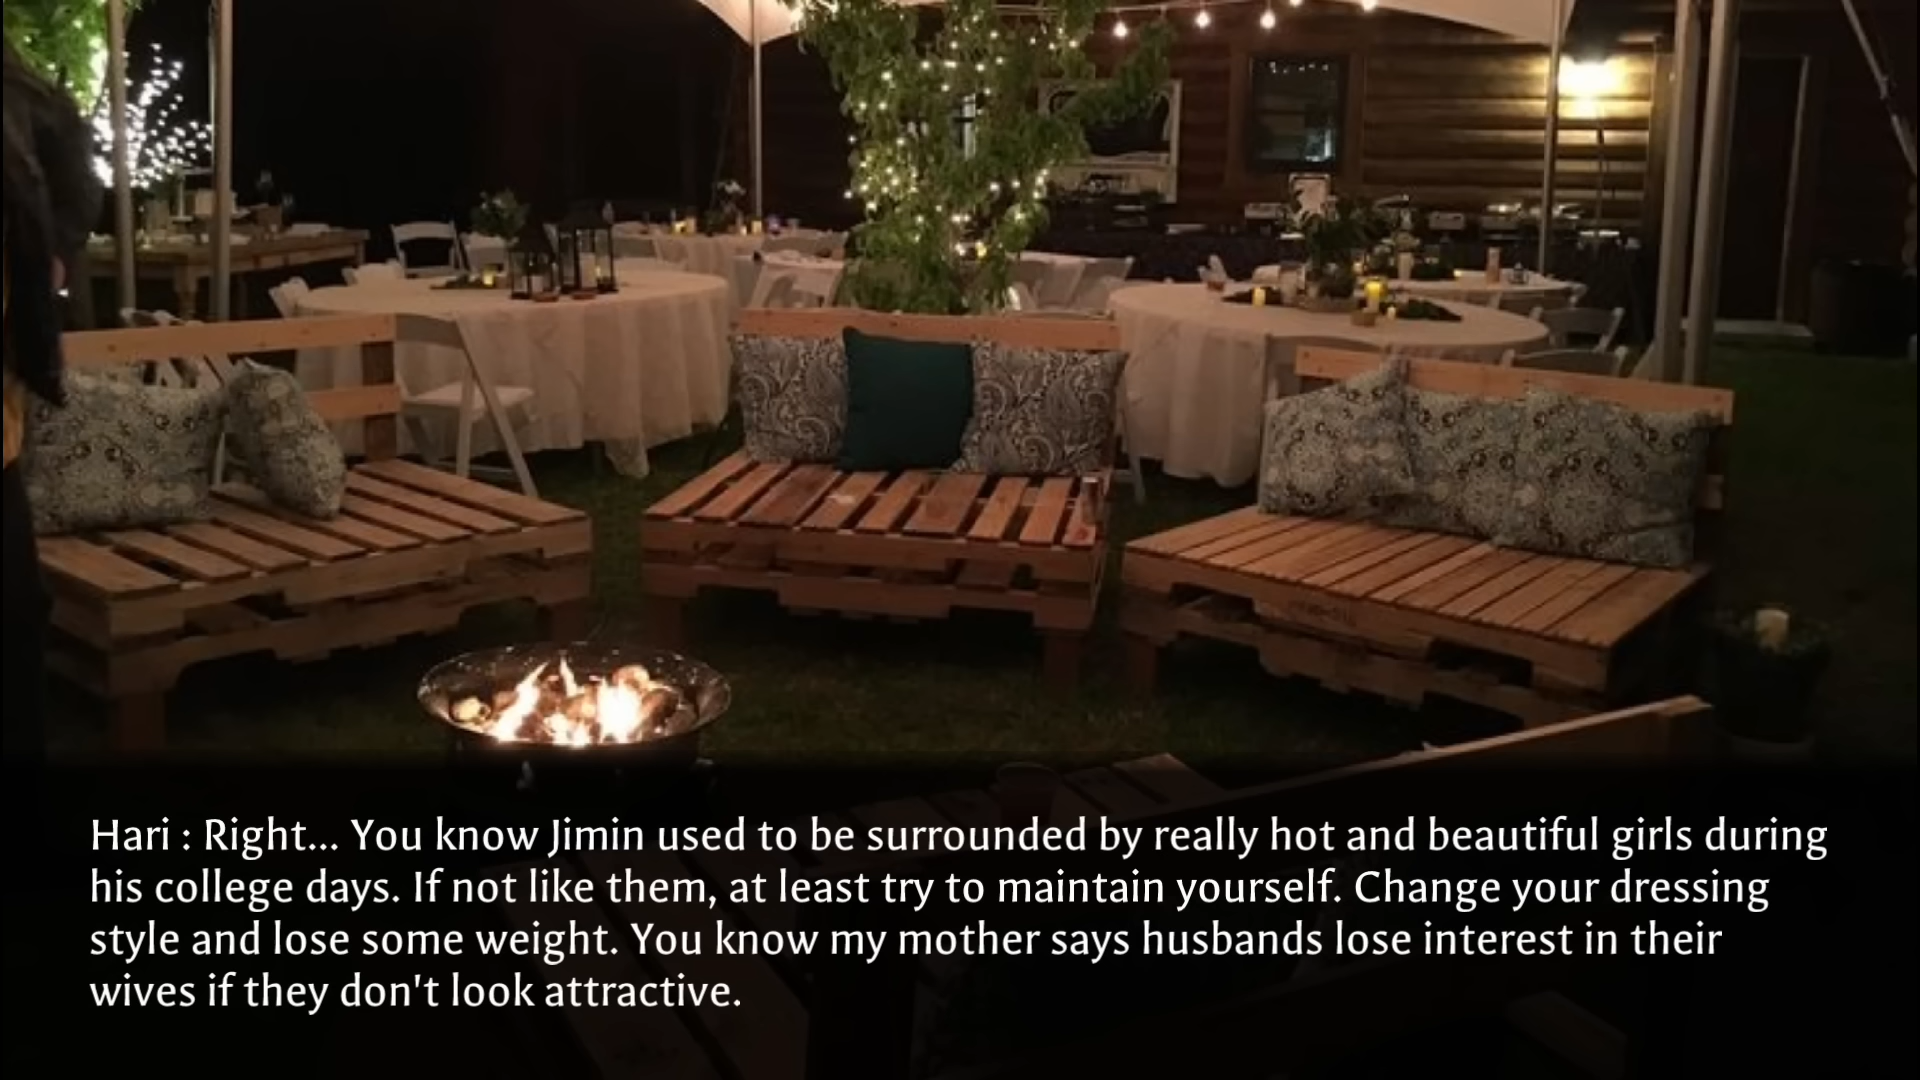 Hari : Right... You know Jimin used to be surrounded by really hot and beautiful girls during
his college days. If not like them, at least try to maintain yourself. Change your dressing
style and lose some weight. You know my mother says husbands lose interest in their
wives if they don't look attractive.